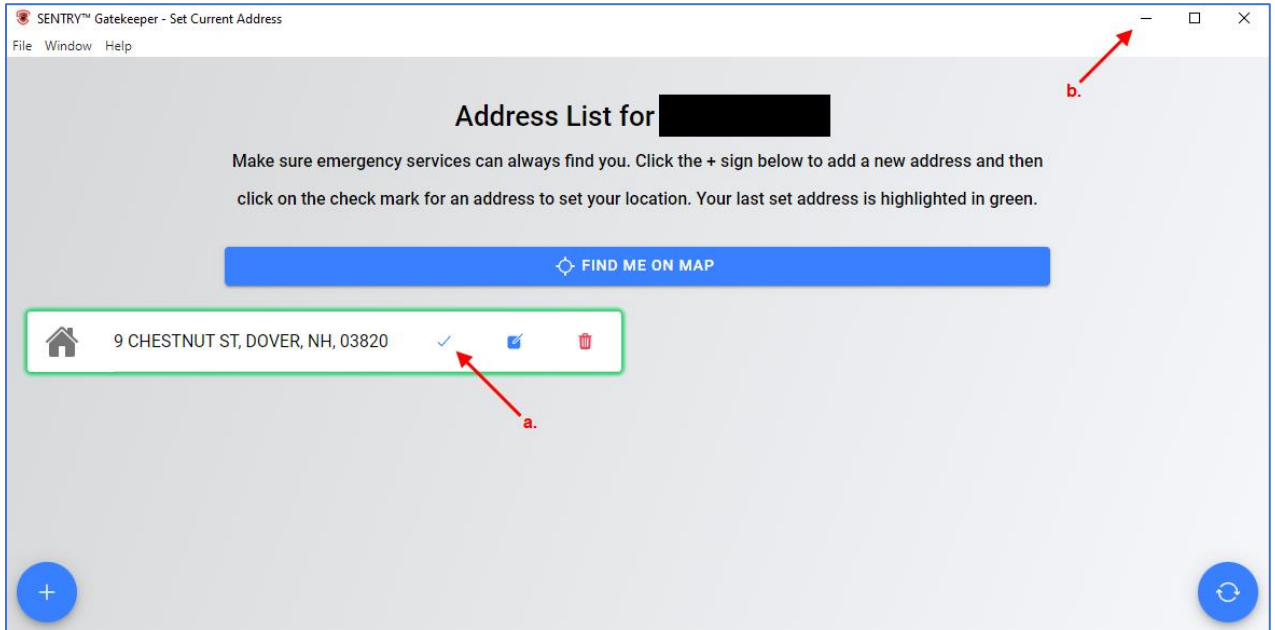 SENTRY™ Gatekeeper - Set Current Address
File Window Help
b.
Address List for
Make sure emergency services can always find you. Click the + sign below to add a new address and then
click on the check mark for an address to set your location. Your last set address is highlighted in green.
FIND ME ON MAP
9 CHESTNUT ST, DOVER, NH, 03820
a.